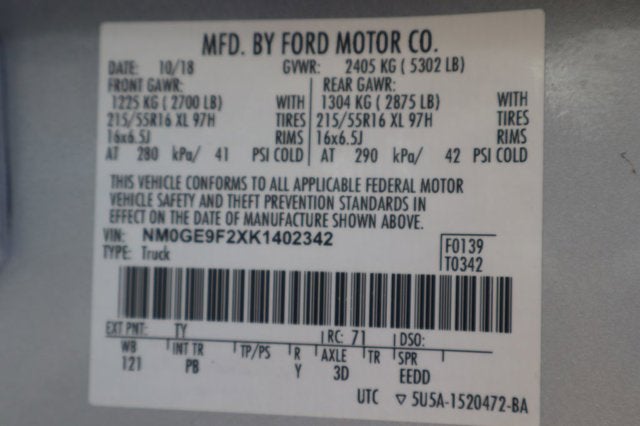 MFD. BY FORD MOTOR CO.
DATE: 10/18 GVWR: 2405 KG ( 5302 LB)
FRONT GAWR: REAR GAWR:
1225 KG ( 2700 LB) WITH 1304 KG ( 2875 LB) WITH
215/55R16 XL 97H TIRES 215/55R16 XL 97H TIRES
16x6.5J RIMS 16x6.5J RIMS
AT 280 kPa/ 41 PSI COLD AT 290 kPa/ 42 PSI COLD
THIS VEHICLE CONFORMS TO ALL APPLICABLE FEDERAL MOTOR
VEHICLE SAFETY AND THEFT PREVENTION STANDARDS IN
EFFECT ON THE DATE OF MANUFACTURE SHOWN ABOVE.
VIN: NM0GE9F2XK1402342 F0139
TYPE: Truck T0342
EXT PNT: TY RC: 71 DSO:
WB INT TR TP/PS R AXLE TR SPR
121 PB Y 3D EEDD
UTC ▽ 5U5A-1520472-BA